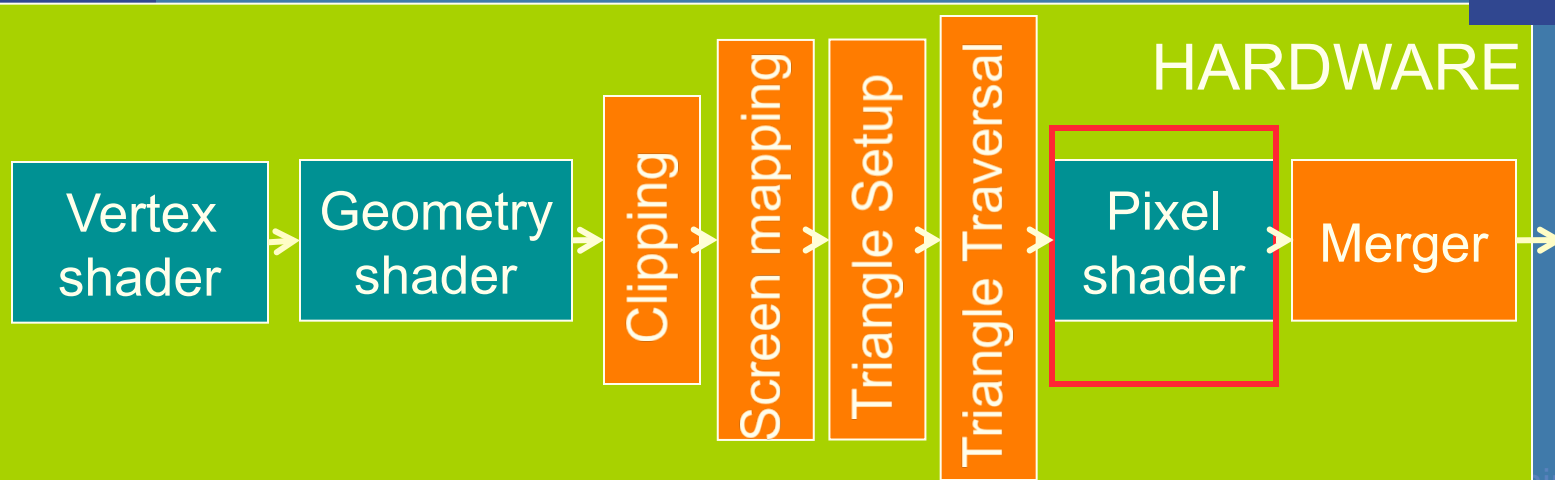 HARDWARE
Vertex
shader
Geometry
shader
Clipping
Screen mapping
Triangle Setup
Triangle Traversal
Pixel
shader
Merger